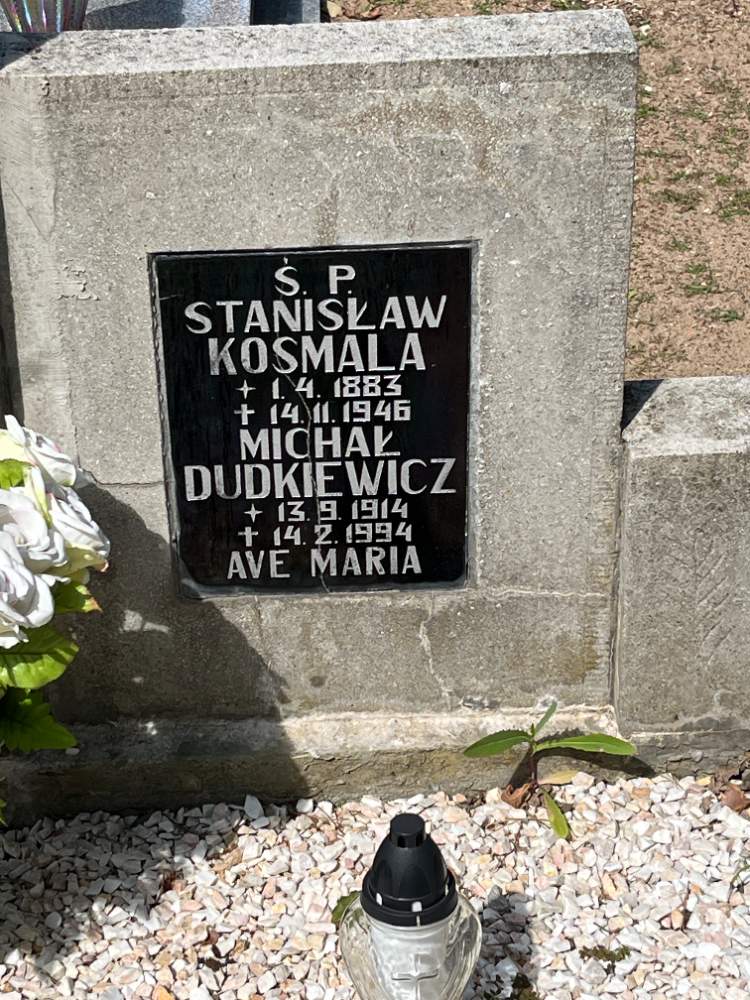 Ś. P.
STANISŁAW
KOSMALA
✦ 1. 4. 1883
✝ 14. 11. 1946
MICHAŁ
DUDKIEWICZ
✦ 13. 9. 1914
✝ 14. 2. 1994
AVE MARIA